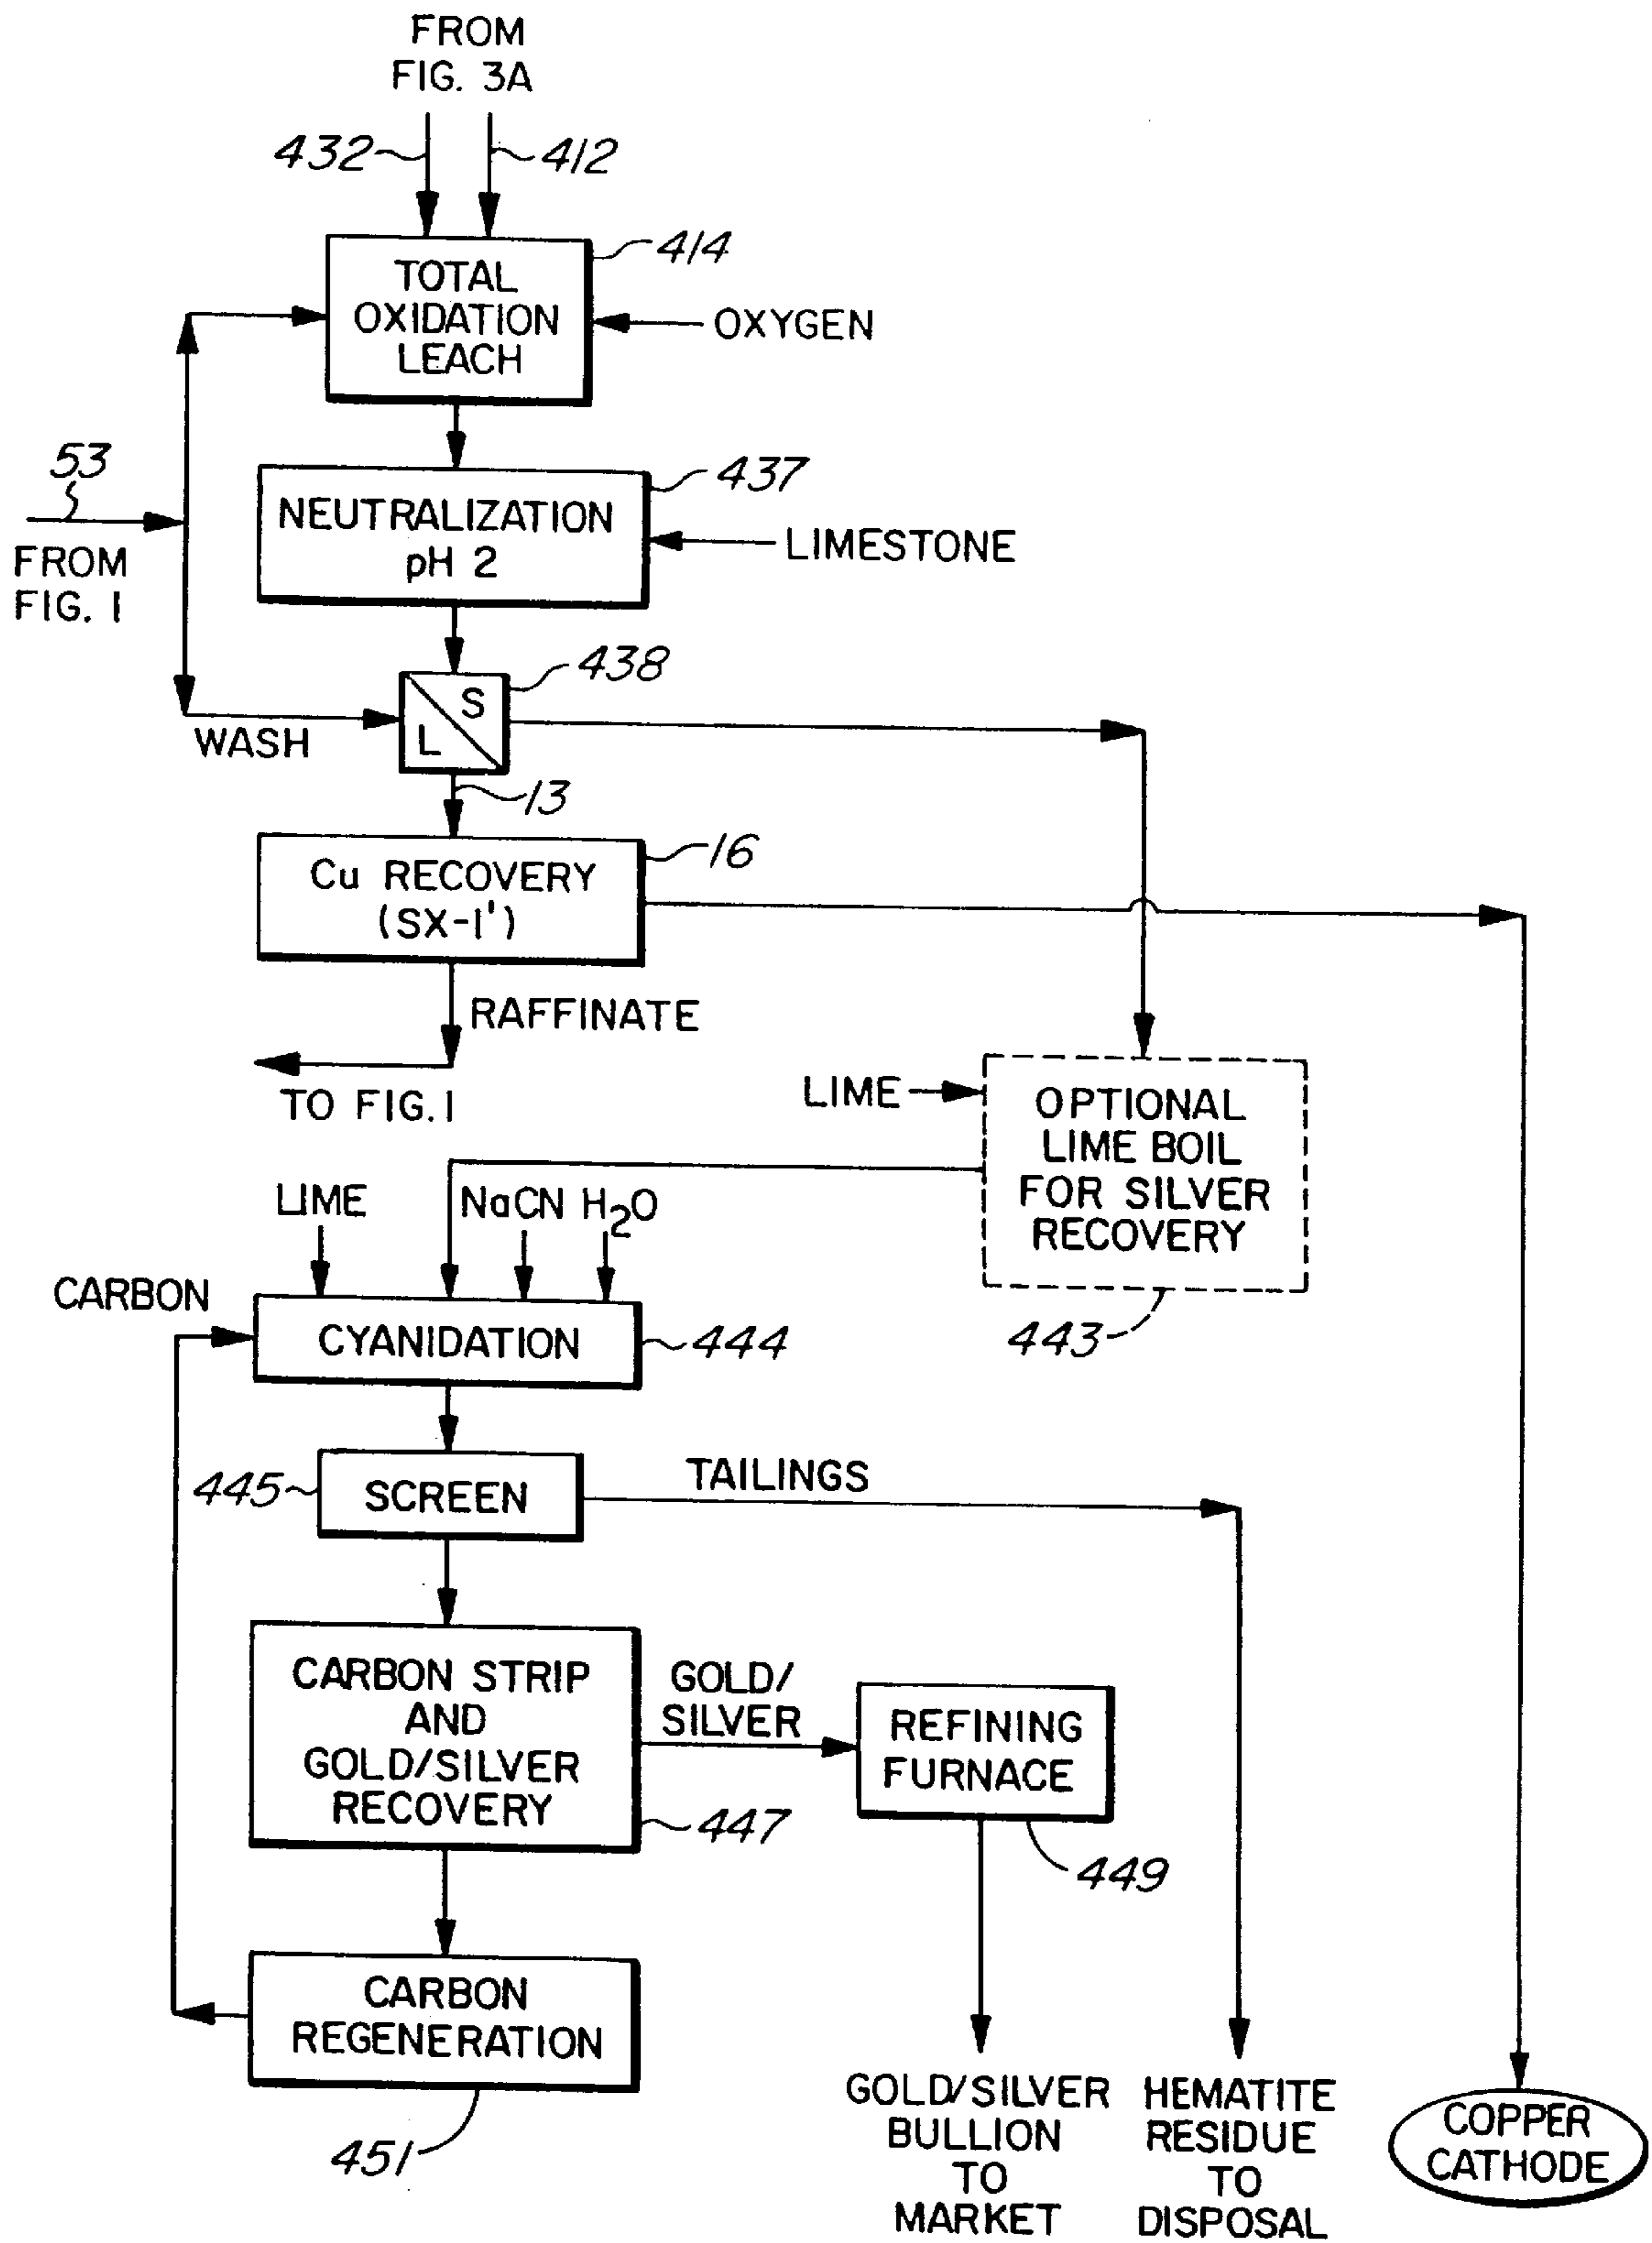 FROM
FIG. 3A
432
412
414
TOTAL
OXIDATION
LEACH
OXYGEN
53
FROM
FIG. 1
437
NEUTRALIZATION
pH 2
LIMESTONE
438
S
L
WASH
13
16
Cu RECOVERY
(SX-1')
RAFFINATE
TO FIG. 1
LIME
OPTIONAL
LIME BOIL
FOR SILVER
RECOVERY
443
LIME
NaCN H2O
CARBON
CYANIDATION
444
445
SCREEN
TAILINGS
CARBON STRIP
AND
GOLD/SILVER
RECOVERY
447
GOLD/
SILVER
REFINING
FURNACE
449
CARBON
REGENERATION
451
GOLD/SILVER
BULLION
TO
MARKET
HEMATITE
RESIDUE
TO
DISPOSAL
COPPER
CATHODE